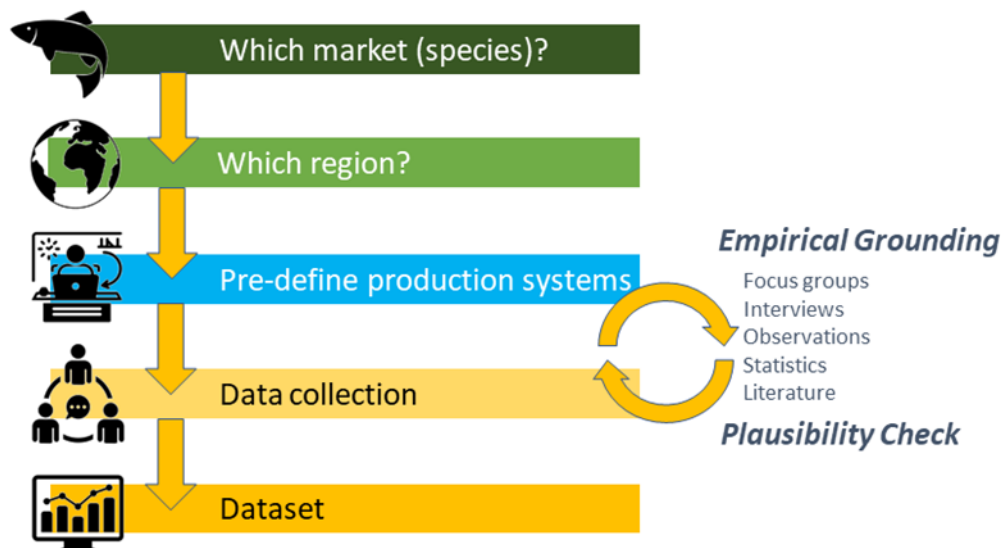 Which market (species)?
Which region?
Pre-define production systems
Data collection
Dataset
Empirical Grounding
Focus groups
Interviews
Observations
Statistics
Literature
Plausibility Check